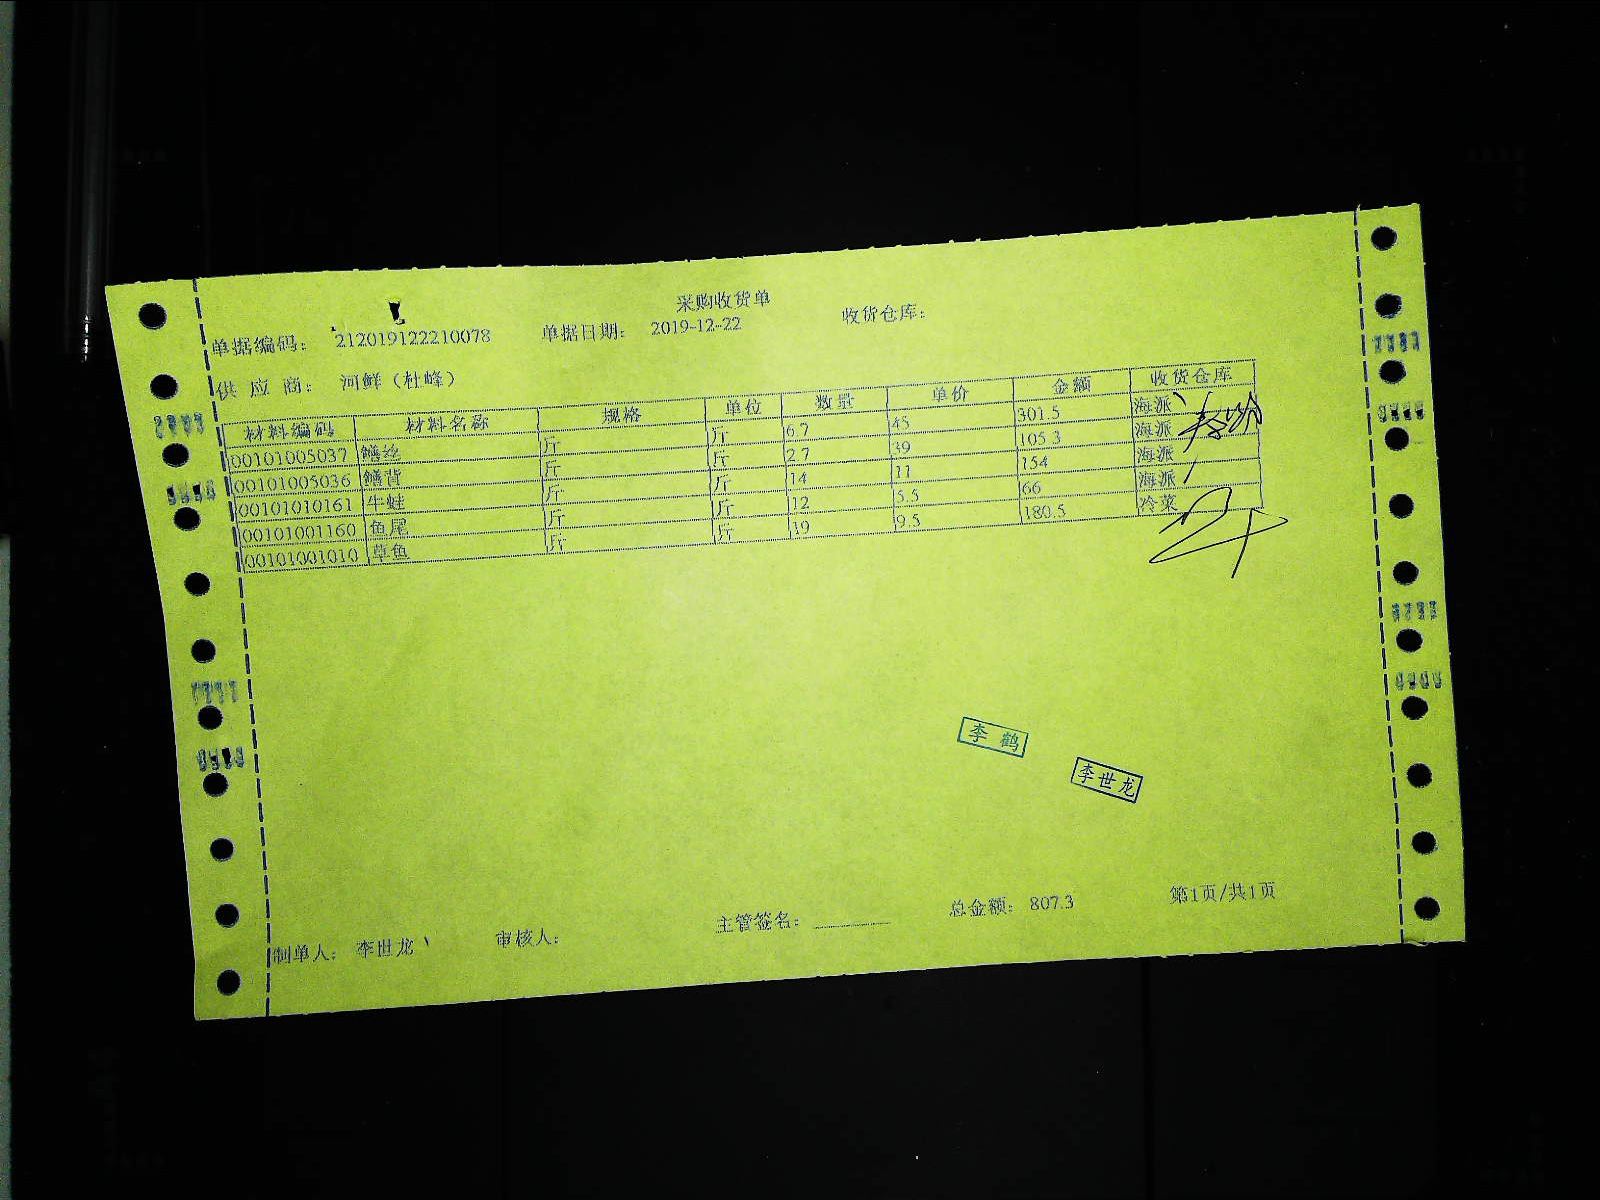 采购收货单
单据编码： 212019122210078 单据日期： 2019-12-22 收货仓库：
供 应 商： 河鲜（杜峰）
材料编码 材料名称 规格 单位 数量 单价 金额 收货仓库
00101005037 鳝丝 斤 斤 6.7 45 301.5 海派
00101005036 鳝背 斤 斤 2.7 39 105.3 海派
00101010161 牛蛙 斤 斤 14 11 154 海派
00101001160 鱼尾 斤 斤 12 5.5 66 海派
00101001010 草鱼 斤 斤 19 9.5 180.5 冷菜
李 鹤
李世龙
制单人： 李世龙 审核人： 主管签名： 总金额： 807.3 第1页/共1页